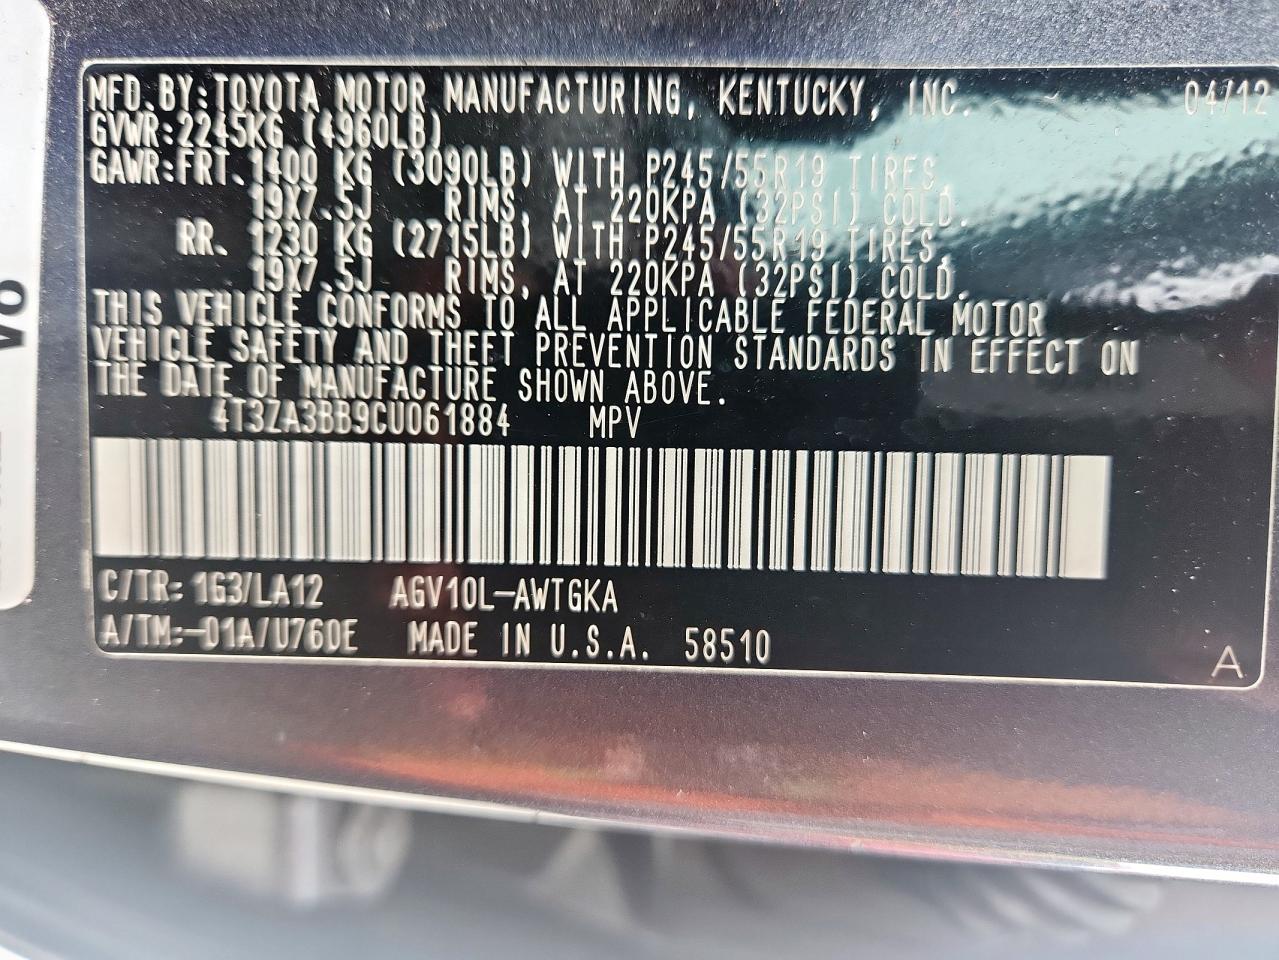 MFD.BY:TOYOTA MOTOR MANUFACTURING, KENTUCKY, INC. 04/12
GVWR:2245KG (4960LB)
GAWR:FRT. 1400 KG (3090LB) WITH P245/55R19 TIRES,
19X7.5J RIMS, AT 220KPA (32PSI) COLD.
RR. 1230 KG (2715LB) WITH P245/55R19 TIRES,
19X7.5J RIMS, AT 220KPA (32PSI) COLD.
THIS VEHICLE CONFORMS TO ALL APPLICABLE FEDERAL MOTOR
VEHICLE SAFETY AND THEFT PREVENTION STANDARDS IN EFFECT ON
THE DATE OF MANUFACTURE SHOWN ABOVE.
4T3ZA3BB9CU061884 MPV
C/TR: 1G3/LA12 AGV10L-AWTGKA
A/TM:-01A/U760E MADE IN U.S.A. 58510
A